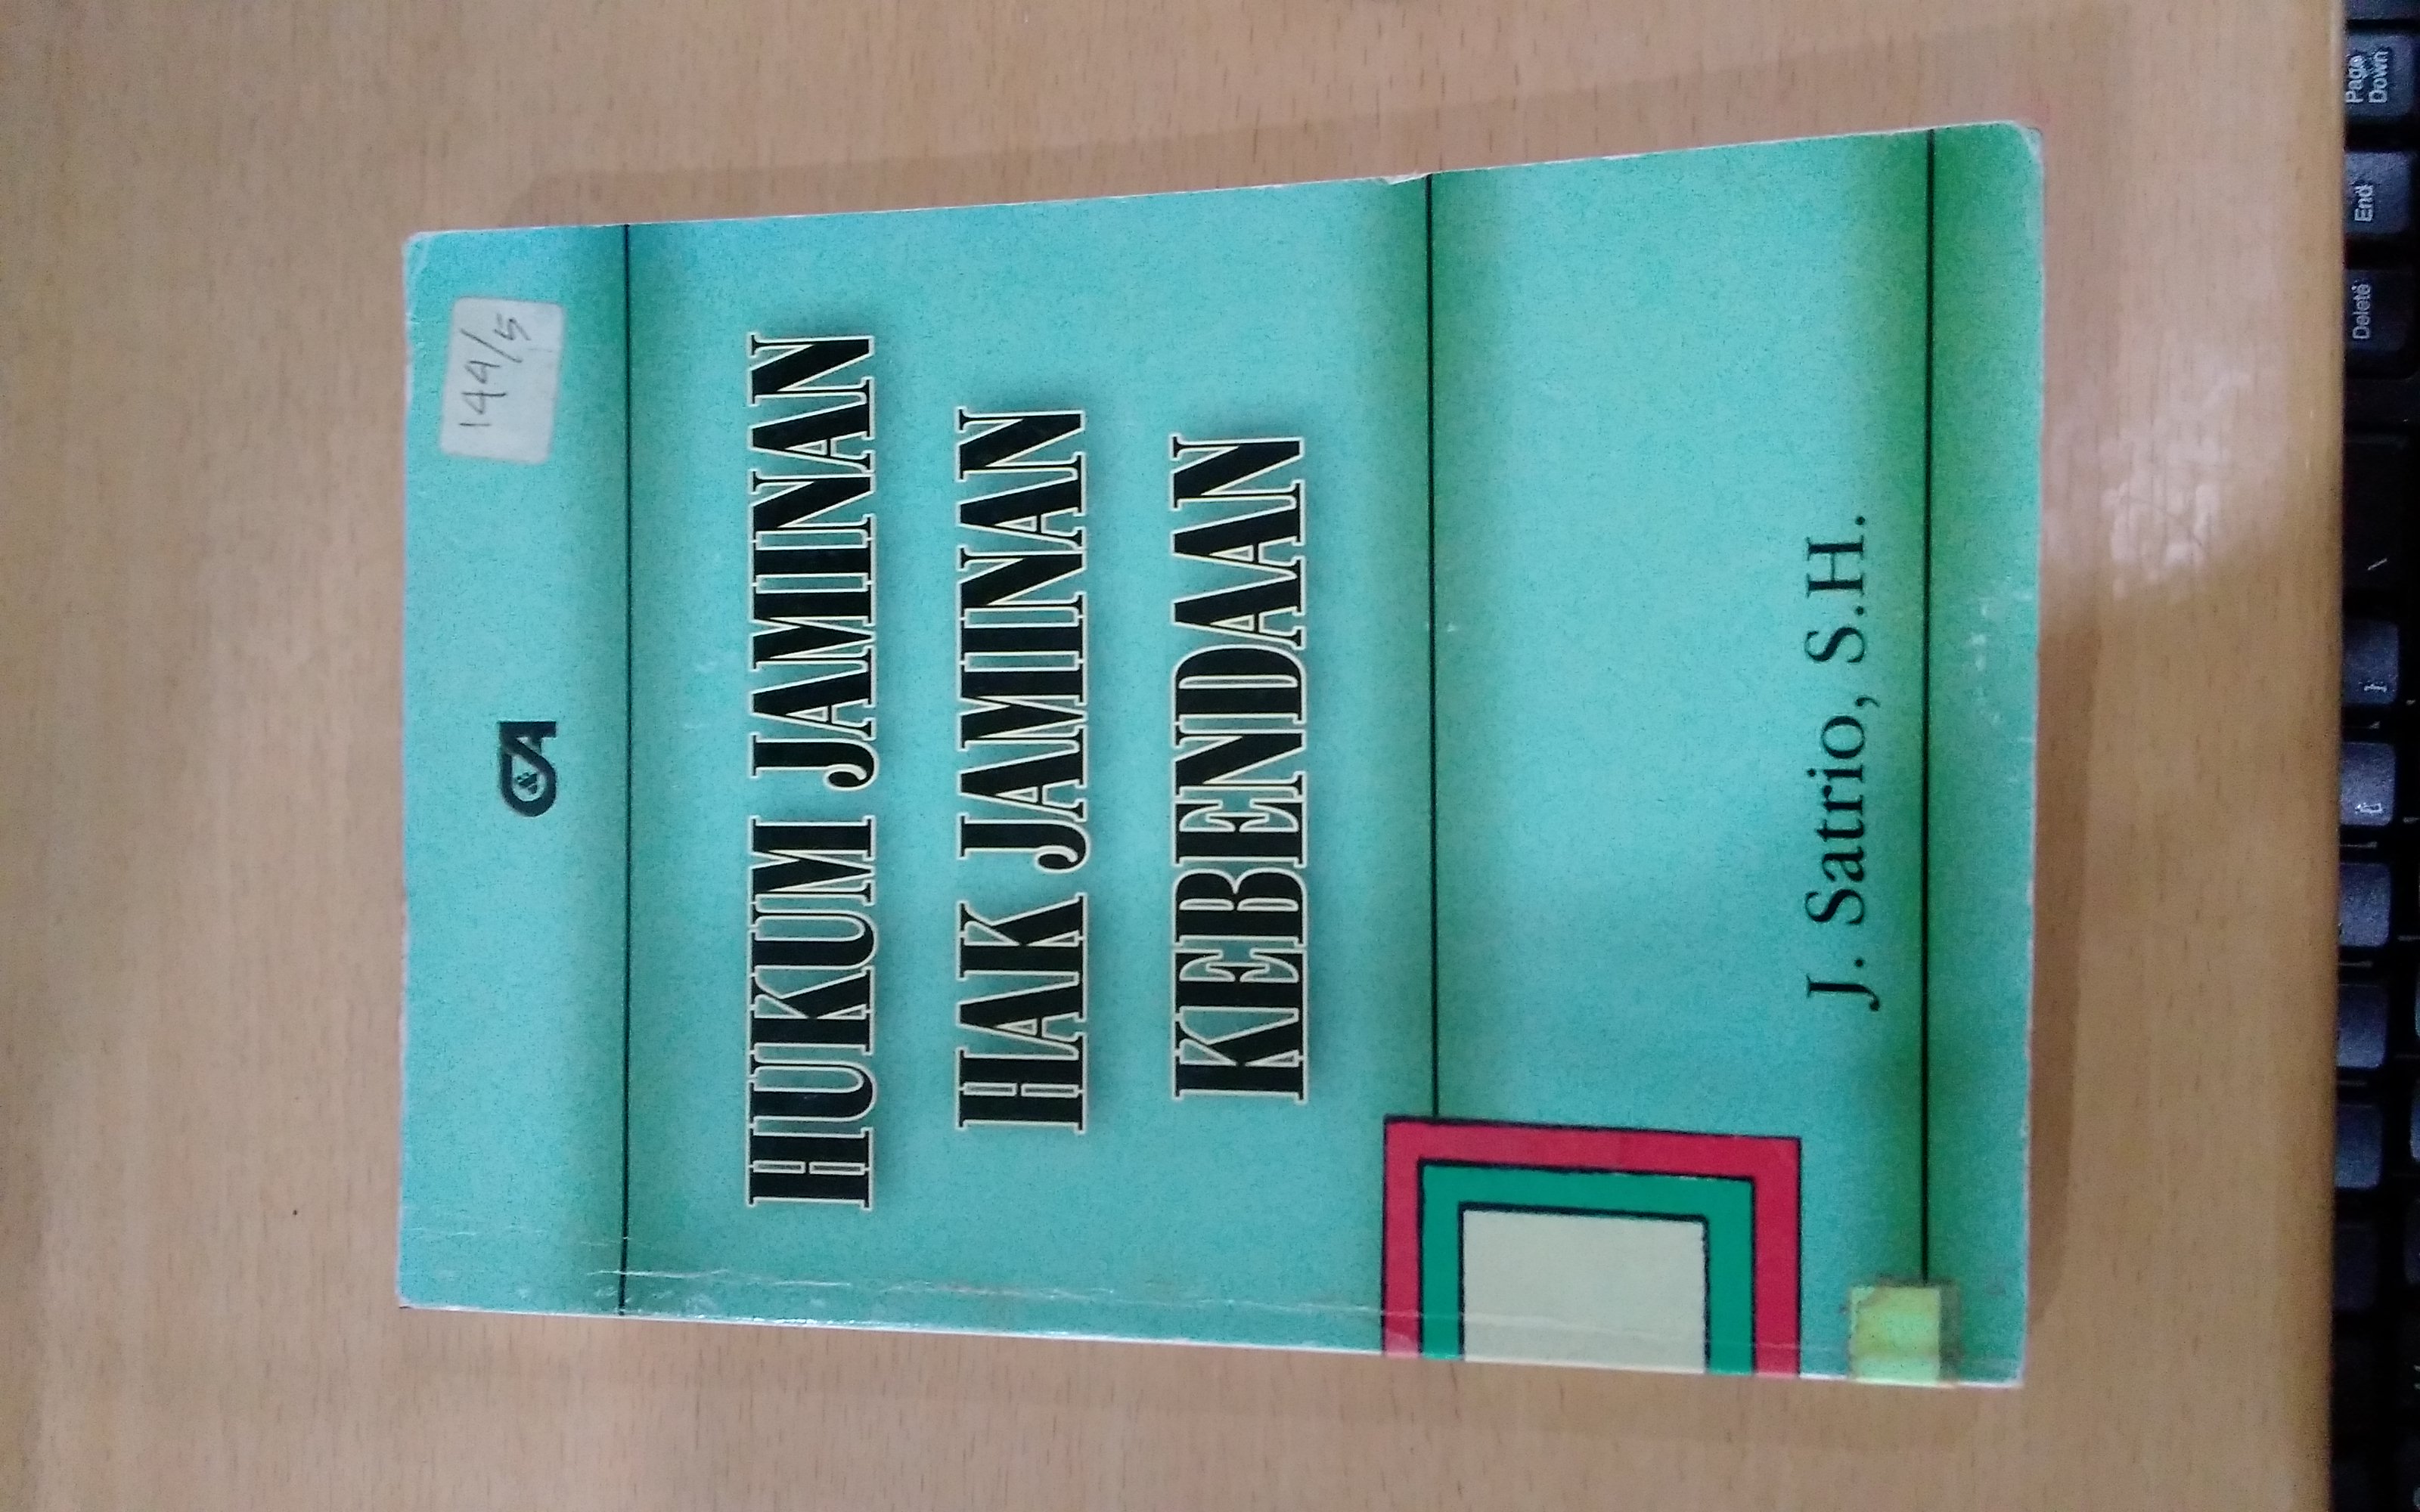 144/5
C&A
HUKUM JAMINAN
HAK JAMINAN
KEBENDAAN
J. Satrio, S.H.
Page
Down
End
Delete